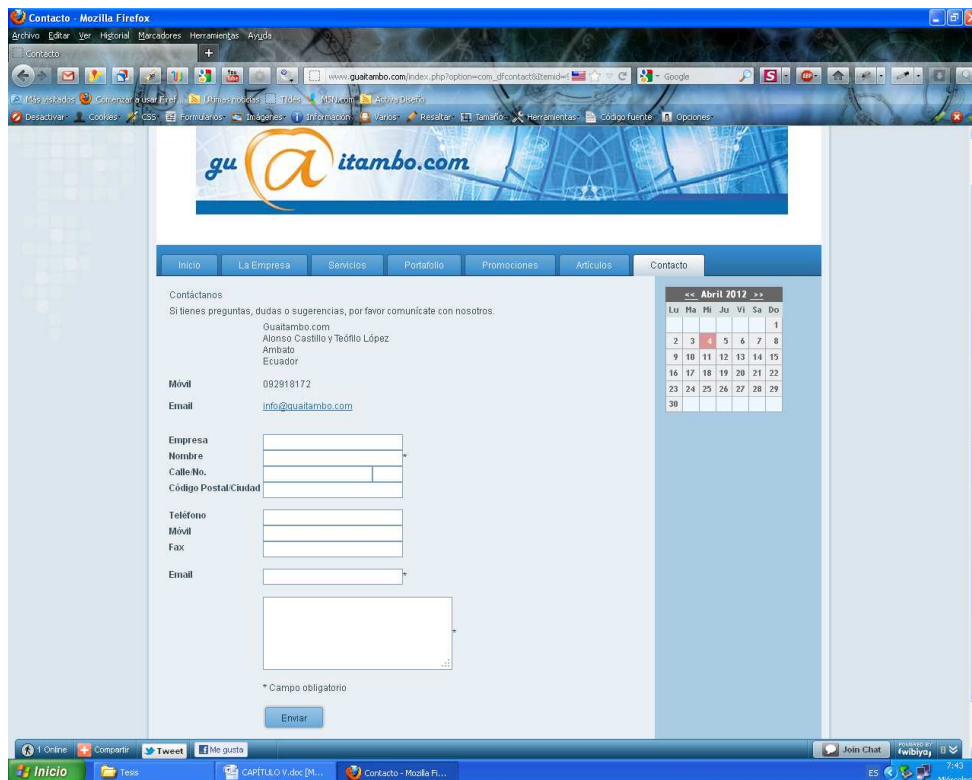 Contacto - Mozilla Firefox
Archivo Editar Ver Historial Marcadores Herramientas Ayuda
Contacto +
www.guaitambo.com/index.php?option=com_dfcontact&Itemid= Google
Más visitados Comenzar a usar Firef... Últimas noticias Tides MSN.com Activa Diseño
Desactivar Cookies CSS Formularios Imágenes Información Varios Resaltar Tamaño Herramientas Código fuente Opciones
gu@itambo.com
Inicio La Empresa Servicios Portafolio Promociones Artículos Contacto
Contáctanos
Si tienes preguntas, dudas o sugerencias, por favor comunícate con nosotros.
Guaitambo.com
Alonso Castillo y Teófilo López
Ambato
Ecuador
Móvil 092918172
Email info@guaitambo.com
Empresa
Nombre *
Calle/No.
Código Postal/Ciudad
Teléfono
Móvil
Fax
Email *
*
* Campo obligatorio
Enviar
<< Abril 2012 >>
Lu Ma Mi Ju Vi Sa Do
1
2 3 4 5 6 7 8
9 10 11 12 13 14 15
16 17 18 19 20 21 22
23 24 25 26 27 28 29
30
1 Online Compartir Tweet Me gusta Join Chat POWERED BY wibiya
Inicio Tesis CAPÍTULO V.doc [M... Contacto - Mozilla Fi... ES 7:43